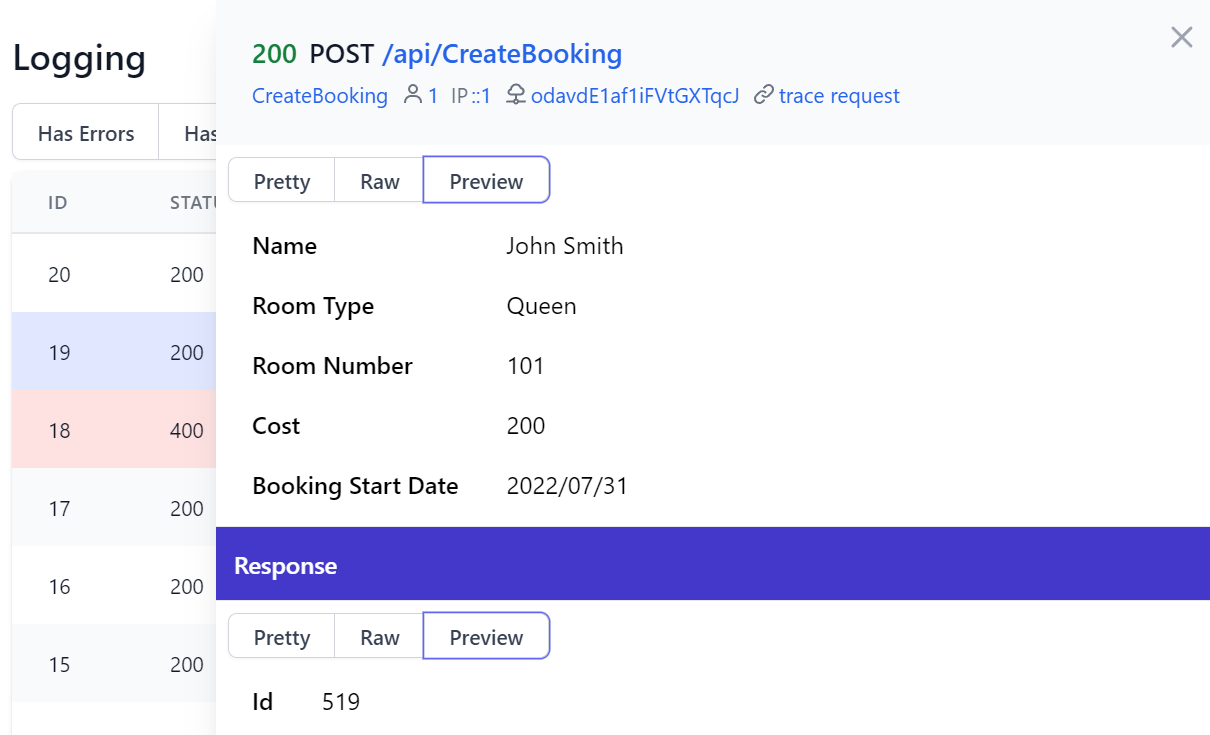 Logging
Has Errors
ID
20 200
19 200
18 400
17 200
16 200
15 200
200 POST /api/CreateBooking
CreateBooking 1 IP ::1 odavdE1af1iFVtGXTqcJ trace request
Pretty Raw Preview
Name John Smith
Room Type Queen
Room Number 101
Cost 200
Booking Start Date 2022/07/31
Response
Pretty Raw Preview
Id 519